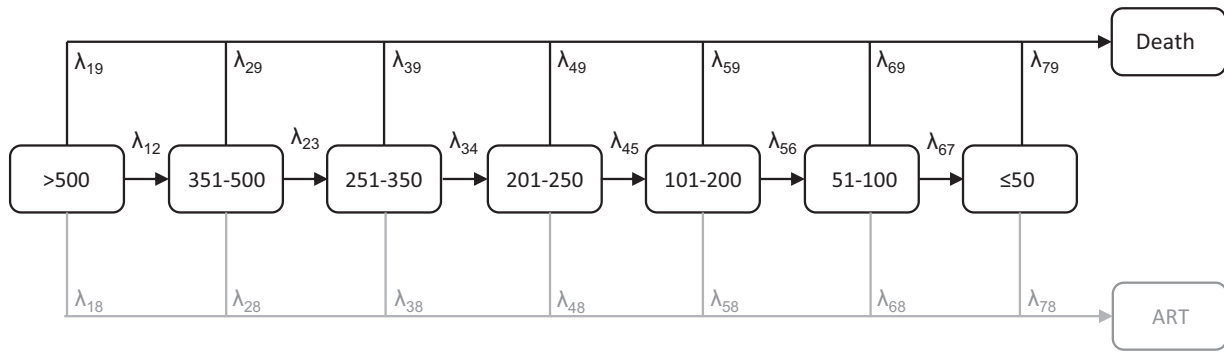 Death
λ19 λ29 λ39 λ49 λ59 λ69 λ79
λ12 λ23 λ34 λ45 λ56 λ67
>500 351-500 251-350 201-250 101-200 51-100 ≤50
λ18 λ28 λ38 λ48 λ58 λ68 λ78
ART